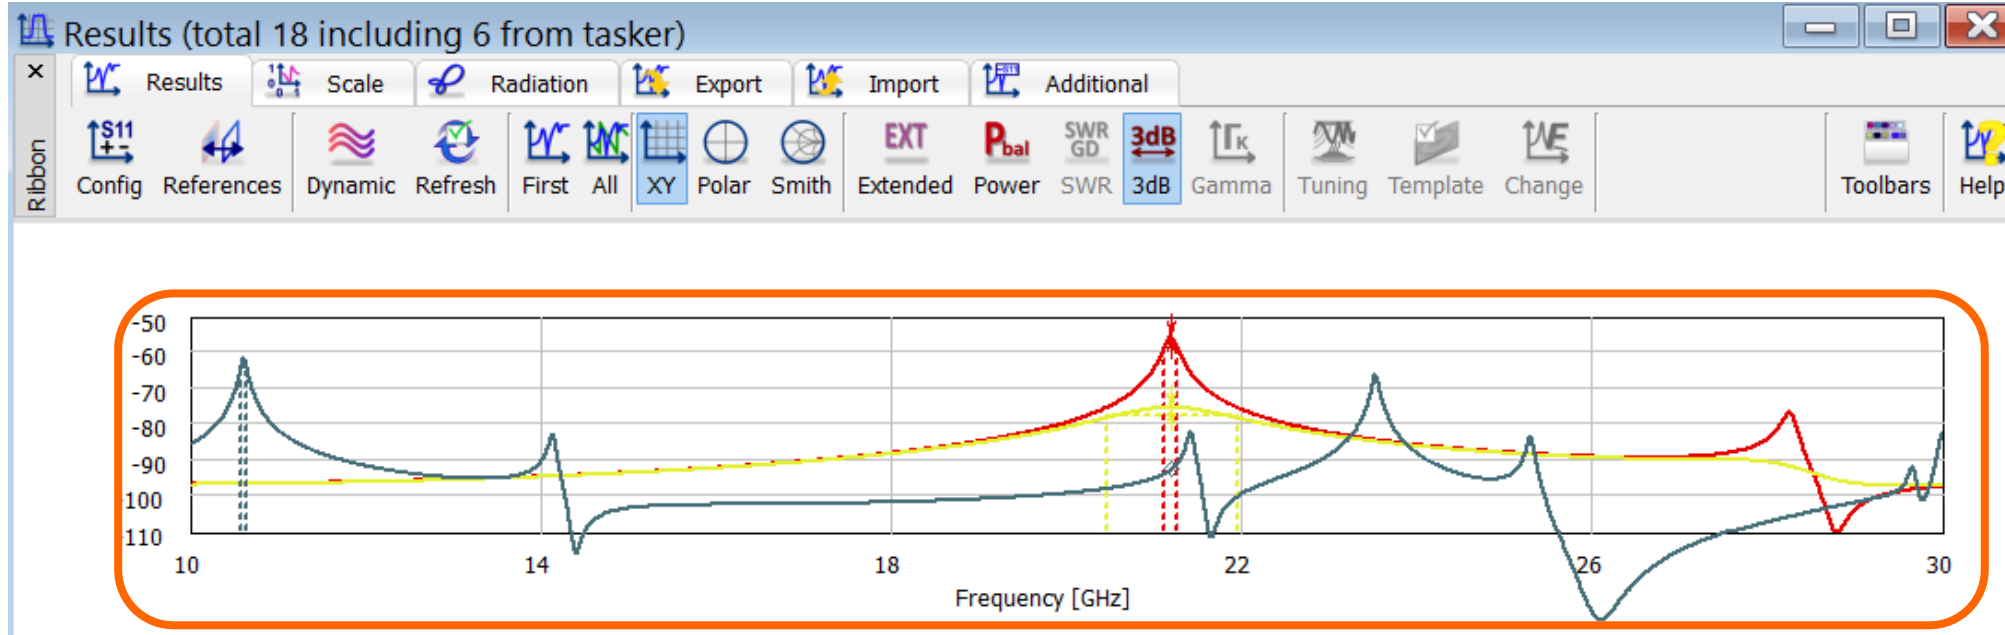 Results (total 18 including 6 from tasker)
Results Scale Radiation Export Import Additional
Ribbon
S11 EXT Pbal SWR GD 3dB ΓK
Config References Dynamic Refresh First All XY Polar Smith Extended Power SWR 3dB Gamma Tuning Template Change Toolbars Help
-50
-60
-70
-80
-90
100
110
10 14 18 22 26 30
Frequency [GHz]